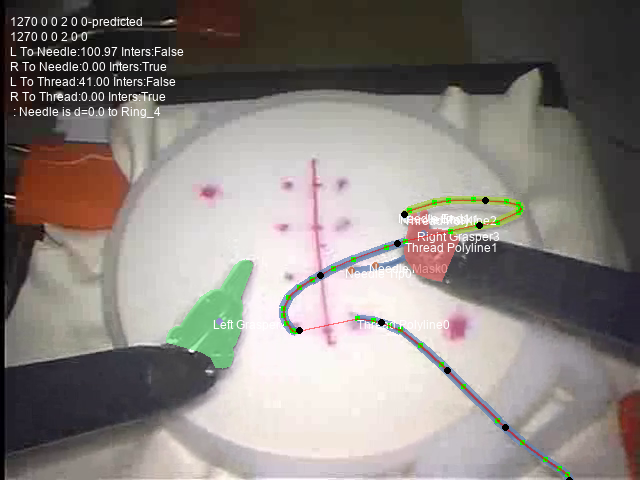 1270 0 0 2 0 0-predicted
1270 0 0 2 0 0
L To Needle:100.97 Inters:False
R To Needle:0.00 Inters:True
L To Thread:41.00 Inters:False
R To Thread:0.00 Inters:True
: Needle is d=0.0 to Ring_4
Right Grasper3
Thread Polyline1
Needle Mask0
Thread Polyline0